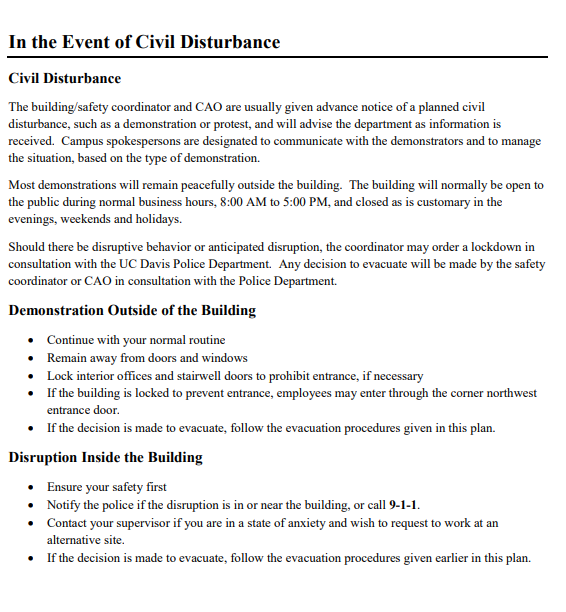 In the Event of Civil Disturbance
Civil Disturbance
The building/safety coordinator and CAO are usually given advance notice of a planned civil
disturbance, such as a demonstration or protest, and will advise the department as information is
received.  Campus spokespersons are designated to communicate with the demonstrators and to manage
the situation, based on the type of demonstration.
Most demonstrations will remain peacefully outside the building.  The building will normally be open to
the public during normal business hours, 8:00 AM to 5:00 PM, and closed as is customary in the
evenings, weekends and holidays.
Should there be disruptive behavior or anticipated disruption, the coordinator may order a lockdown in
consultation with the UC Davis Police Department.  Any decision to evacuate will be made by the safety
coordinator or CAO in consultation with the Police Department.
Demonstration Outside of the Building
• Continue with your normal routine
• Remain away from doors and windows
• Lock interior offices and stairwell doors to prohibit entrance, if necessary
• If the building is locked to prevent entrance, employees may enter through the corner northwest
entrance door.
• If the decision is made to evacuate, follow the evacuation procedures given in this plan.
Disruption Inside the Building
• Ensure your safety first
• Notify the police if the disruption is in or near the building, or call 9-1-1.
• Contact your supervisor if you are in a state of anxiety and wish to request to work at an
alternative site.
• If the decision is made to evacuate, follow the evacuation procedures given earlier in this plan.